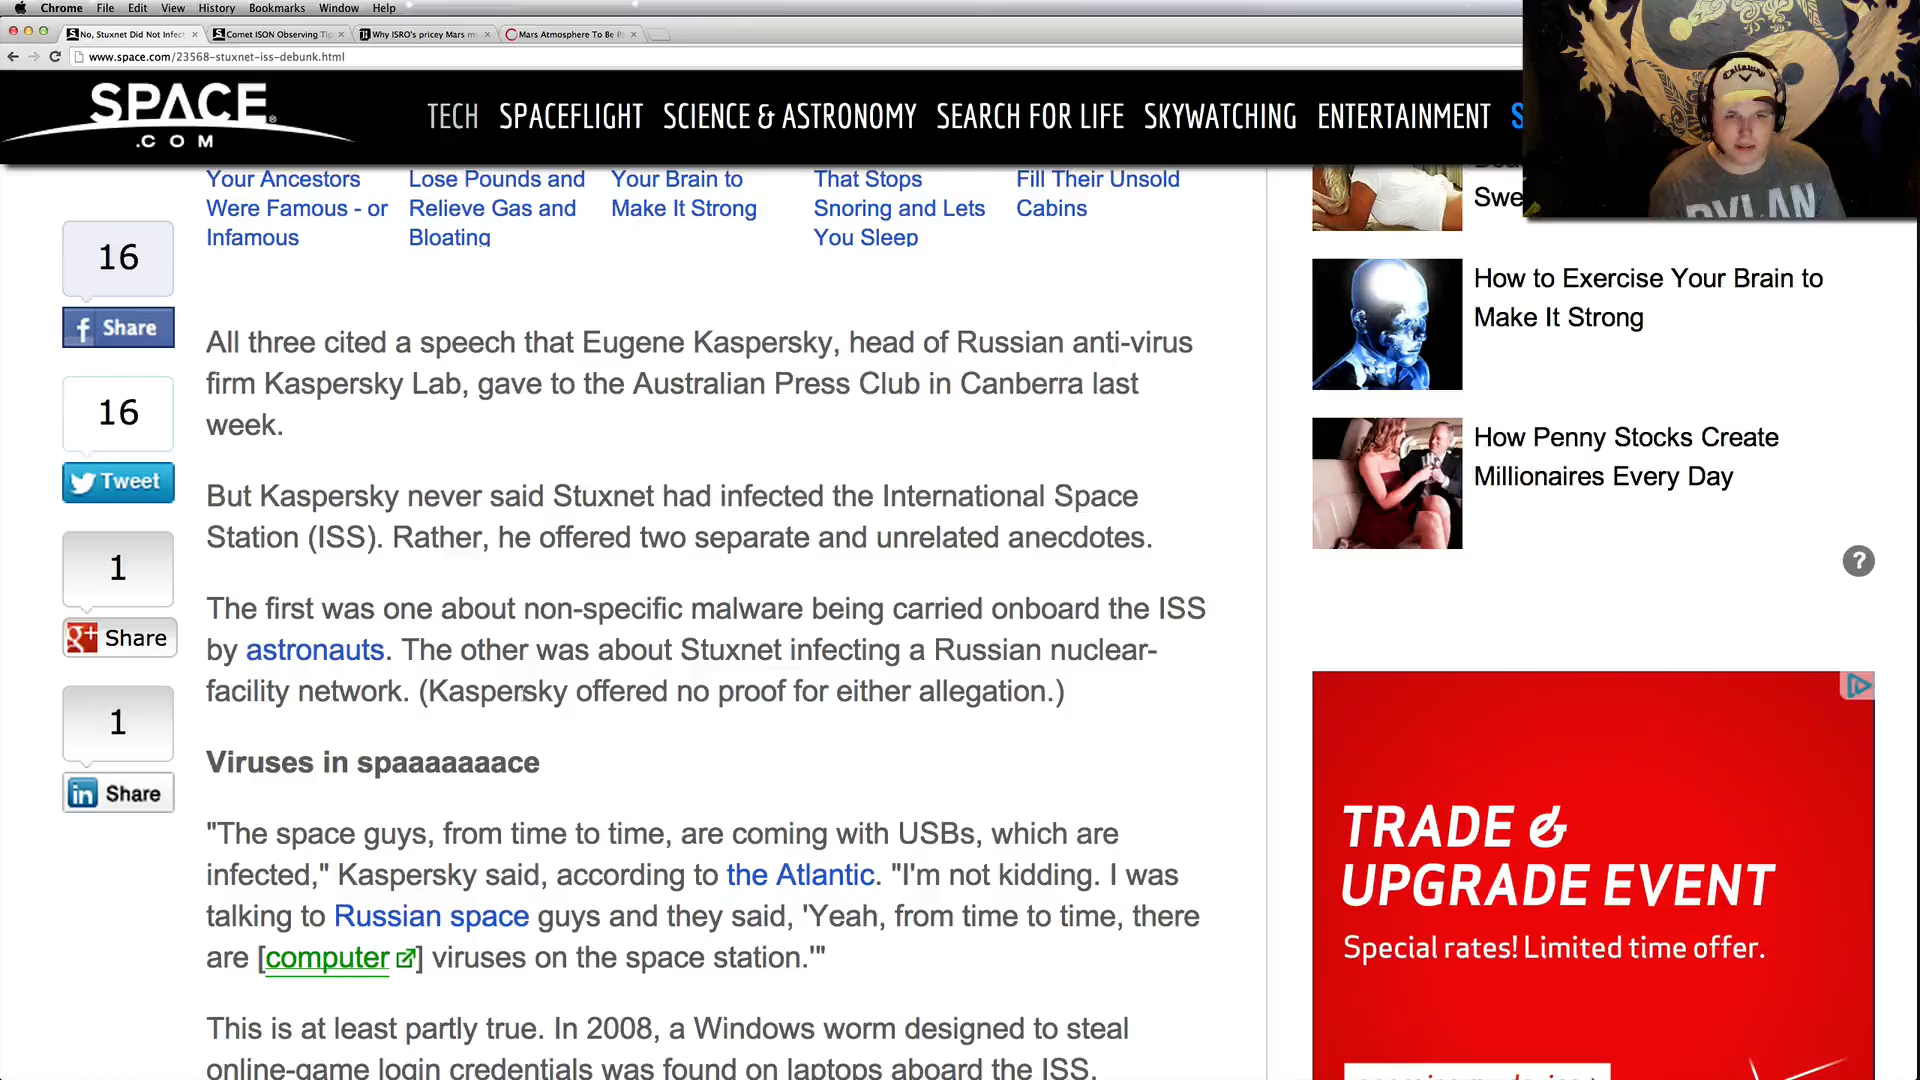 Chrome File Edit View History Bookmarks Window Help
No, Stuxnet Did Not Infect
Comet ISON Observing Tip
Why ISRO's pricey Mars m
Mars Atmosphere To Be
www.space.com/23568-stuxnet-iss-debunk.html
SPACE
.COM
TECH SPACEFLIGHT SCIENCE & ASTRONOMY SEARCH FOR LIFE SKYWATCHING ENTERTAINMENT S
Callaway
DYLAN
Your Ancestors
Were Famous - or
Infamous
Lose Pounds and
Relieve Gas and
Bloating
Your Brain to
Make It Strong
That Stops
Snoring and Lets
You Sleep
Fill Their Unsold
Cabins
16
Share
16
Tweet
1
g+ Share
1
in Share
All three cited a speech that Eugene Kaspersky, head of Russian anti-virus
firm Kaspersky Lab, gave to the Australian Press Club in Canberra last
week.
But Kaspersky never said Stuxnet had infected the International Space
Station (ISS). Rather, he offered two separate and unrelated anecdotes.
The first was one about non-specific malware being carried onboard the ISS
by astronauts. The other was about Stuxnet infecting a Russian nuclear-
facility network. (Kaspersky offered no proof for either allegation.)
Viruses in spaaaaaaace
"The space guys, from time to time, are coming with USBs, which are
infected," Kaspersky said, according to the Atlantic. "I'm not kidding. I was
talking to Russian space guys and they said, 'Yeah, from time to time, there
are [computer] viruses on the space station.'"
This is at least partly true. In 2008, a Windows worm designed to steal
online-game login credentials was found on laptops aboard the ISS.
Swe
How to Exercise Your Brain to
Make It Strong
How Penny Stocks Create
Millionaires Every Day
?
TRADE &
UPGRADE EVENT
Special rates! Limited time offer.